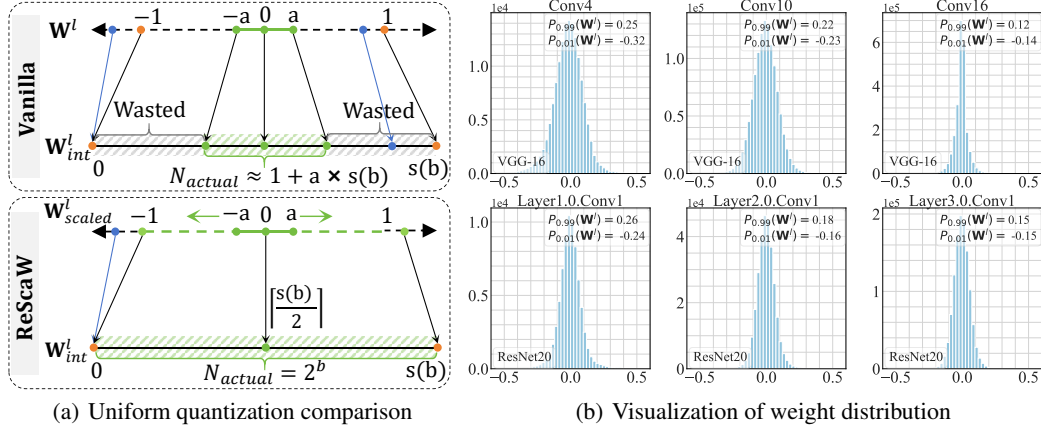 Vanilla
W^l
−a 0 a 1
Wasted Wasted
W^l_int
0 s(b)
N_actual ≈ 1 + a × s(b)
ReScaW
W^l_scaled
−1 −a 0 a 1
⌈s(b)/2⌉
W^l_int
0 s(b)
N_actual = 2^b
(a) Uniform quantization comparison
Conv4
1e4
P_0.99(W^l) = 0.25
P_0.01(W^l) = -0.32
1.0
0.5
0.0
VGG-16
−0.5 0.0 0.5
Conv10
1e5
P_0.99(W^l) = 0.22
P_0.01(W^l) = -0.23
1.5
1.0
0.5
0.0
VGG-16
−0.5 0.0 0.5
Conv16
1e5
P_0.99(W^l) = 0.12
P_0.01(W^l) = -0.14
6
4
2
0
VGG-16
−0.5 0.0 0.5
Layer1.0.Conv1
1e4
P_0.99(W^l) = 0.26
P_0.01(W^l) = -0.24
1.0
0.5
0.0
ResNet20
−0.5 0.0 0.5
Layer2.0.Conv1
1e4
P_0.99(W^l) = 0.18
P_0.01(W^l) = -0.16
4
2
0
ResNet20
−0.5 0.0 0.5
Layer3.0.Conv1
1e5
P_0.99(W^l) = 0.15
P_0.01(W^l) = -0.15
2
1
0
ResNet20
−0.5 0.0 0.5
(b) Visualization of weight distribution